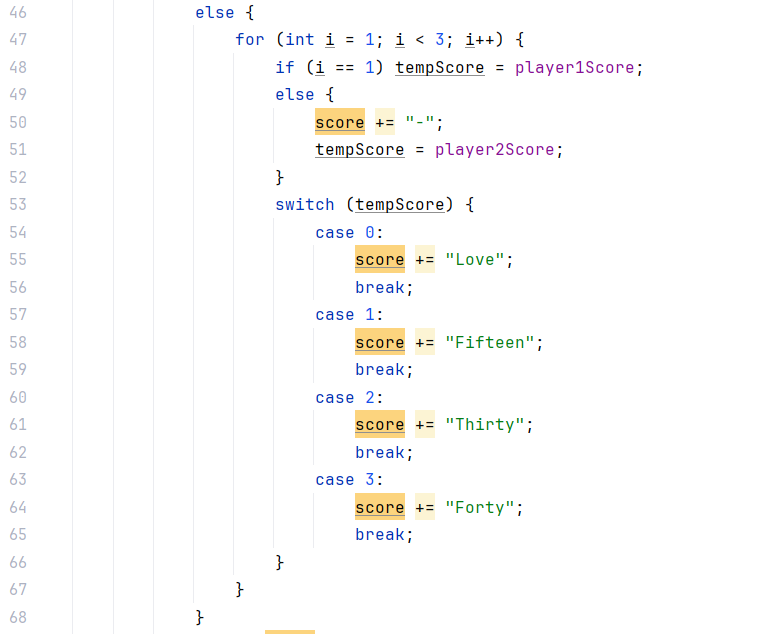 46 else {
47 for (int i = 1; i < 3; i++) {
48 if (i == 1) tempScore = player1Score;
49 else {
50 score += "-";
51 tempScore = player2Score;
52 }
53 switch (tempScore) {
54 case 0:
55 score += "Love";
56 break;
57 case 1:
58 score += "Fifteen";
59 break;
60 case 2:
61 score += "Thirty";
62 break;
63 case 3:
64 score += "Forty";
65 break;
66 }
67 }
68 }